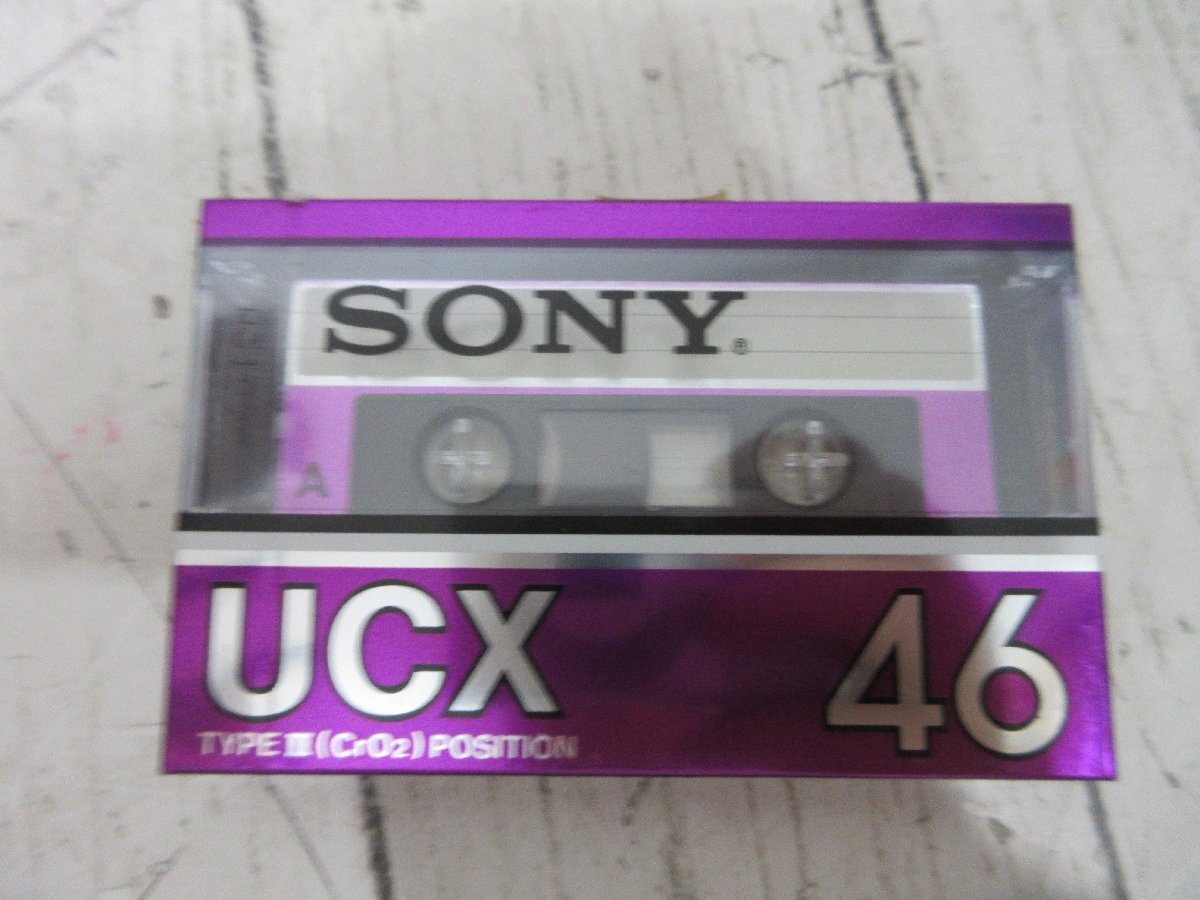 SONY®
A
UCX 46
TYPE II (CrO2) POSITION